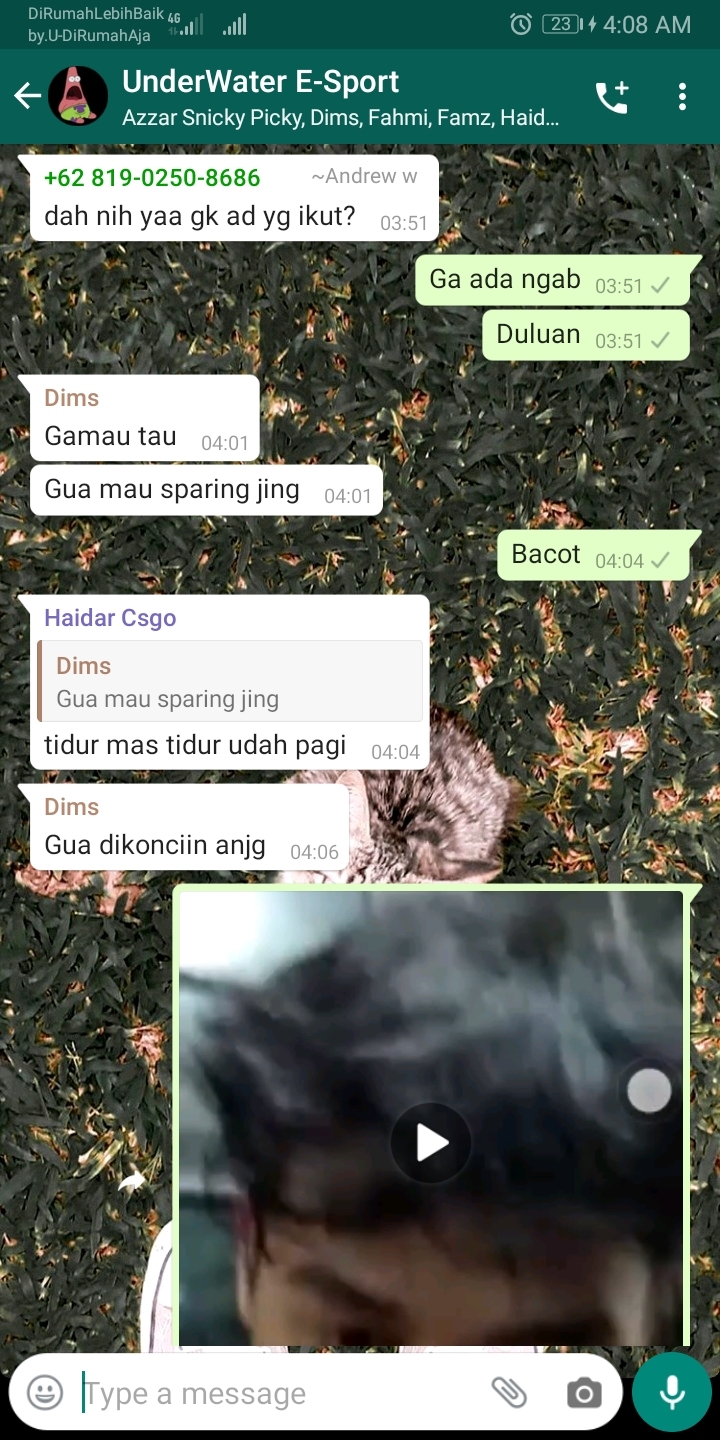 DiRumahLebihBaik
by.U-DiRumahAja
4G
23
4:08 AM
UnderWater E-Sport
Azzar Snicky Picky, Dims, Fahmi, Famz, Haid...
+62 819-0250-8686 ~Andrew w
dah nih yaa gk ad yg ikut? 03:51
Ga ada ngab 03:51
Duluan 03:51
Dims
Gamau tau 04:01
Gua mau sparing jing 04:01
Bacot 04:04
Haidar Csgo
Dims
Gua mau sparing jing
tidur mas tidur udah pagi 04:04
Dims
Gua dikonciin anjg 04:06
Type a message